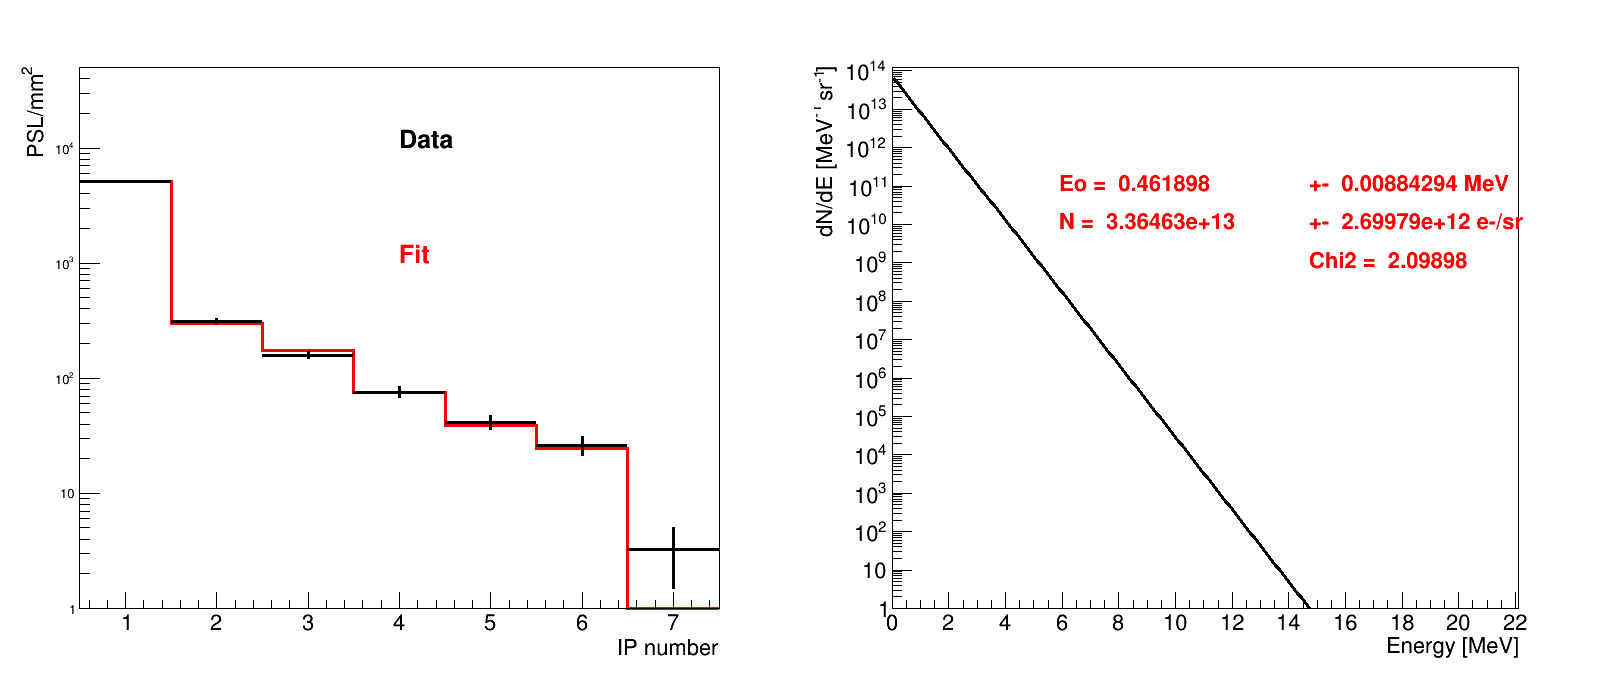 PSL/mm²
10⁴
10³
10²
10
1
Data
Fit
1 2 3 4 5 6 7
IP number
dN/dE [MeV⁻¹ sr⁻¹]
10¹⁴
10¹³
10¹²
10¹¹
10¹⁰
10⁹
10⁸
10⁷
10⁶
10⁵
10⁴
10³
10²
10
1
Eo = 0.461898 +- 0.00884294 MeV
N = 3.36463e+13 +- 2.69979e+12 e-/sr
Chi2 = 2.09898
0 2 4 6 8 10 12 14 16 18 20 22
Energy [MeV]